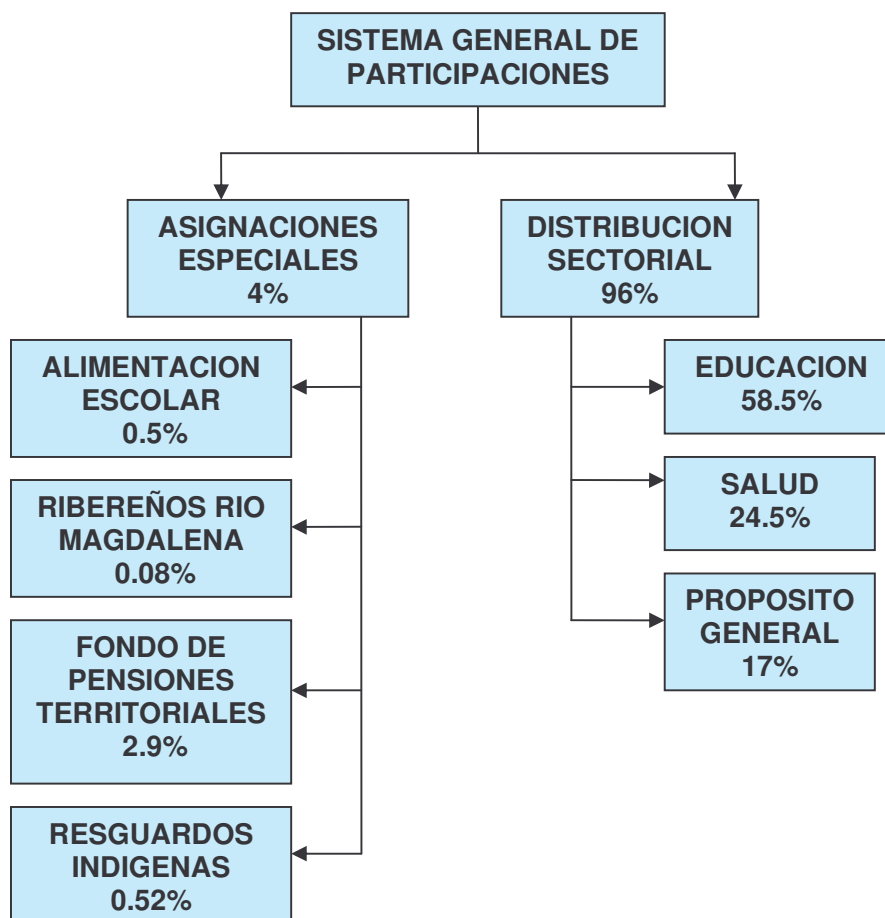 SISTEMA GENERAL DE
PARTICIPACIONES
ASIGNACIONES
ESPECIALES
4%
DISTRIBUCION
SECTORIAL
96%
ALIMENTACION
ESCOLAR
0.5%
RIBEREÑOS RIO
MAGDALENA
0.08%
FONDO DE
PENSIONES
TERRITORIALES
2.9%
RESGUARDOS
INDIGENAS
0.52%
EDUCACION
58.5%
SALUD
24.5%
PROPOSITO
GENERAL
17%